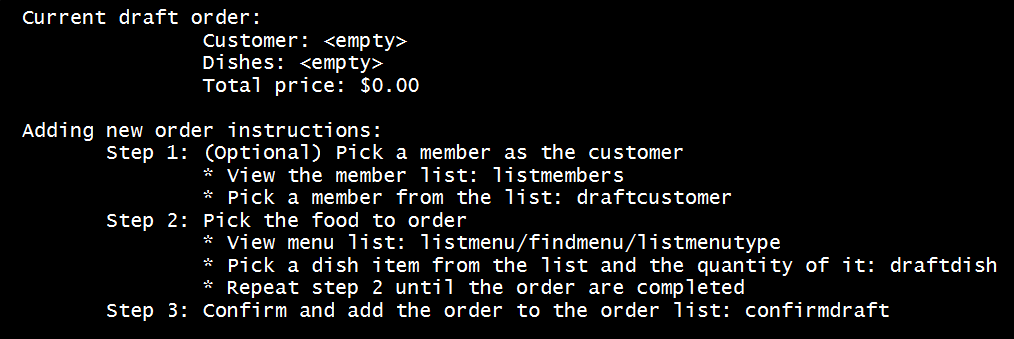 Current draft order:
Customer: <empty>
Dishes: <empty>
Total price: $0.00
Adding new order instructions:
Step 1: (Optional) Pick a member as the customer
* View the member list: listmembers
* Pick a member from the list: draftcustomer
Step 2: Pick the food to order
* View menu list: listmenu/findmenu/listmenutype
* Pick a dish item from the list and the quantity of it: draftdish
* Repeat step 2 until the order are completed
Step 3: Confirm and add the order to the order list: confirmdraft